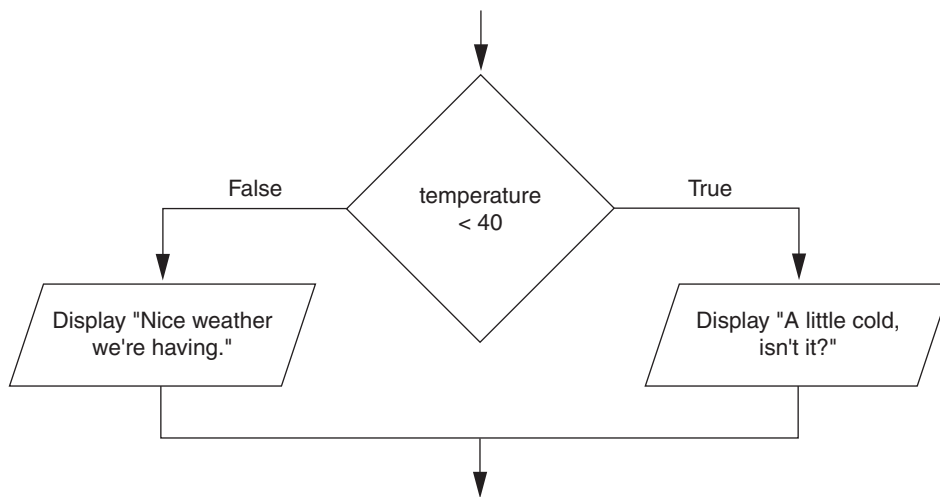 False
temperature
< 40
True
Display "Nice weather
we're having."
Display "A little cold,
isn't it?"